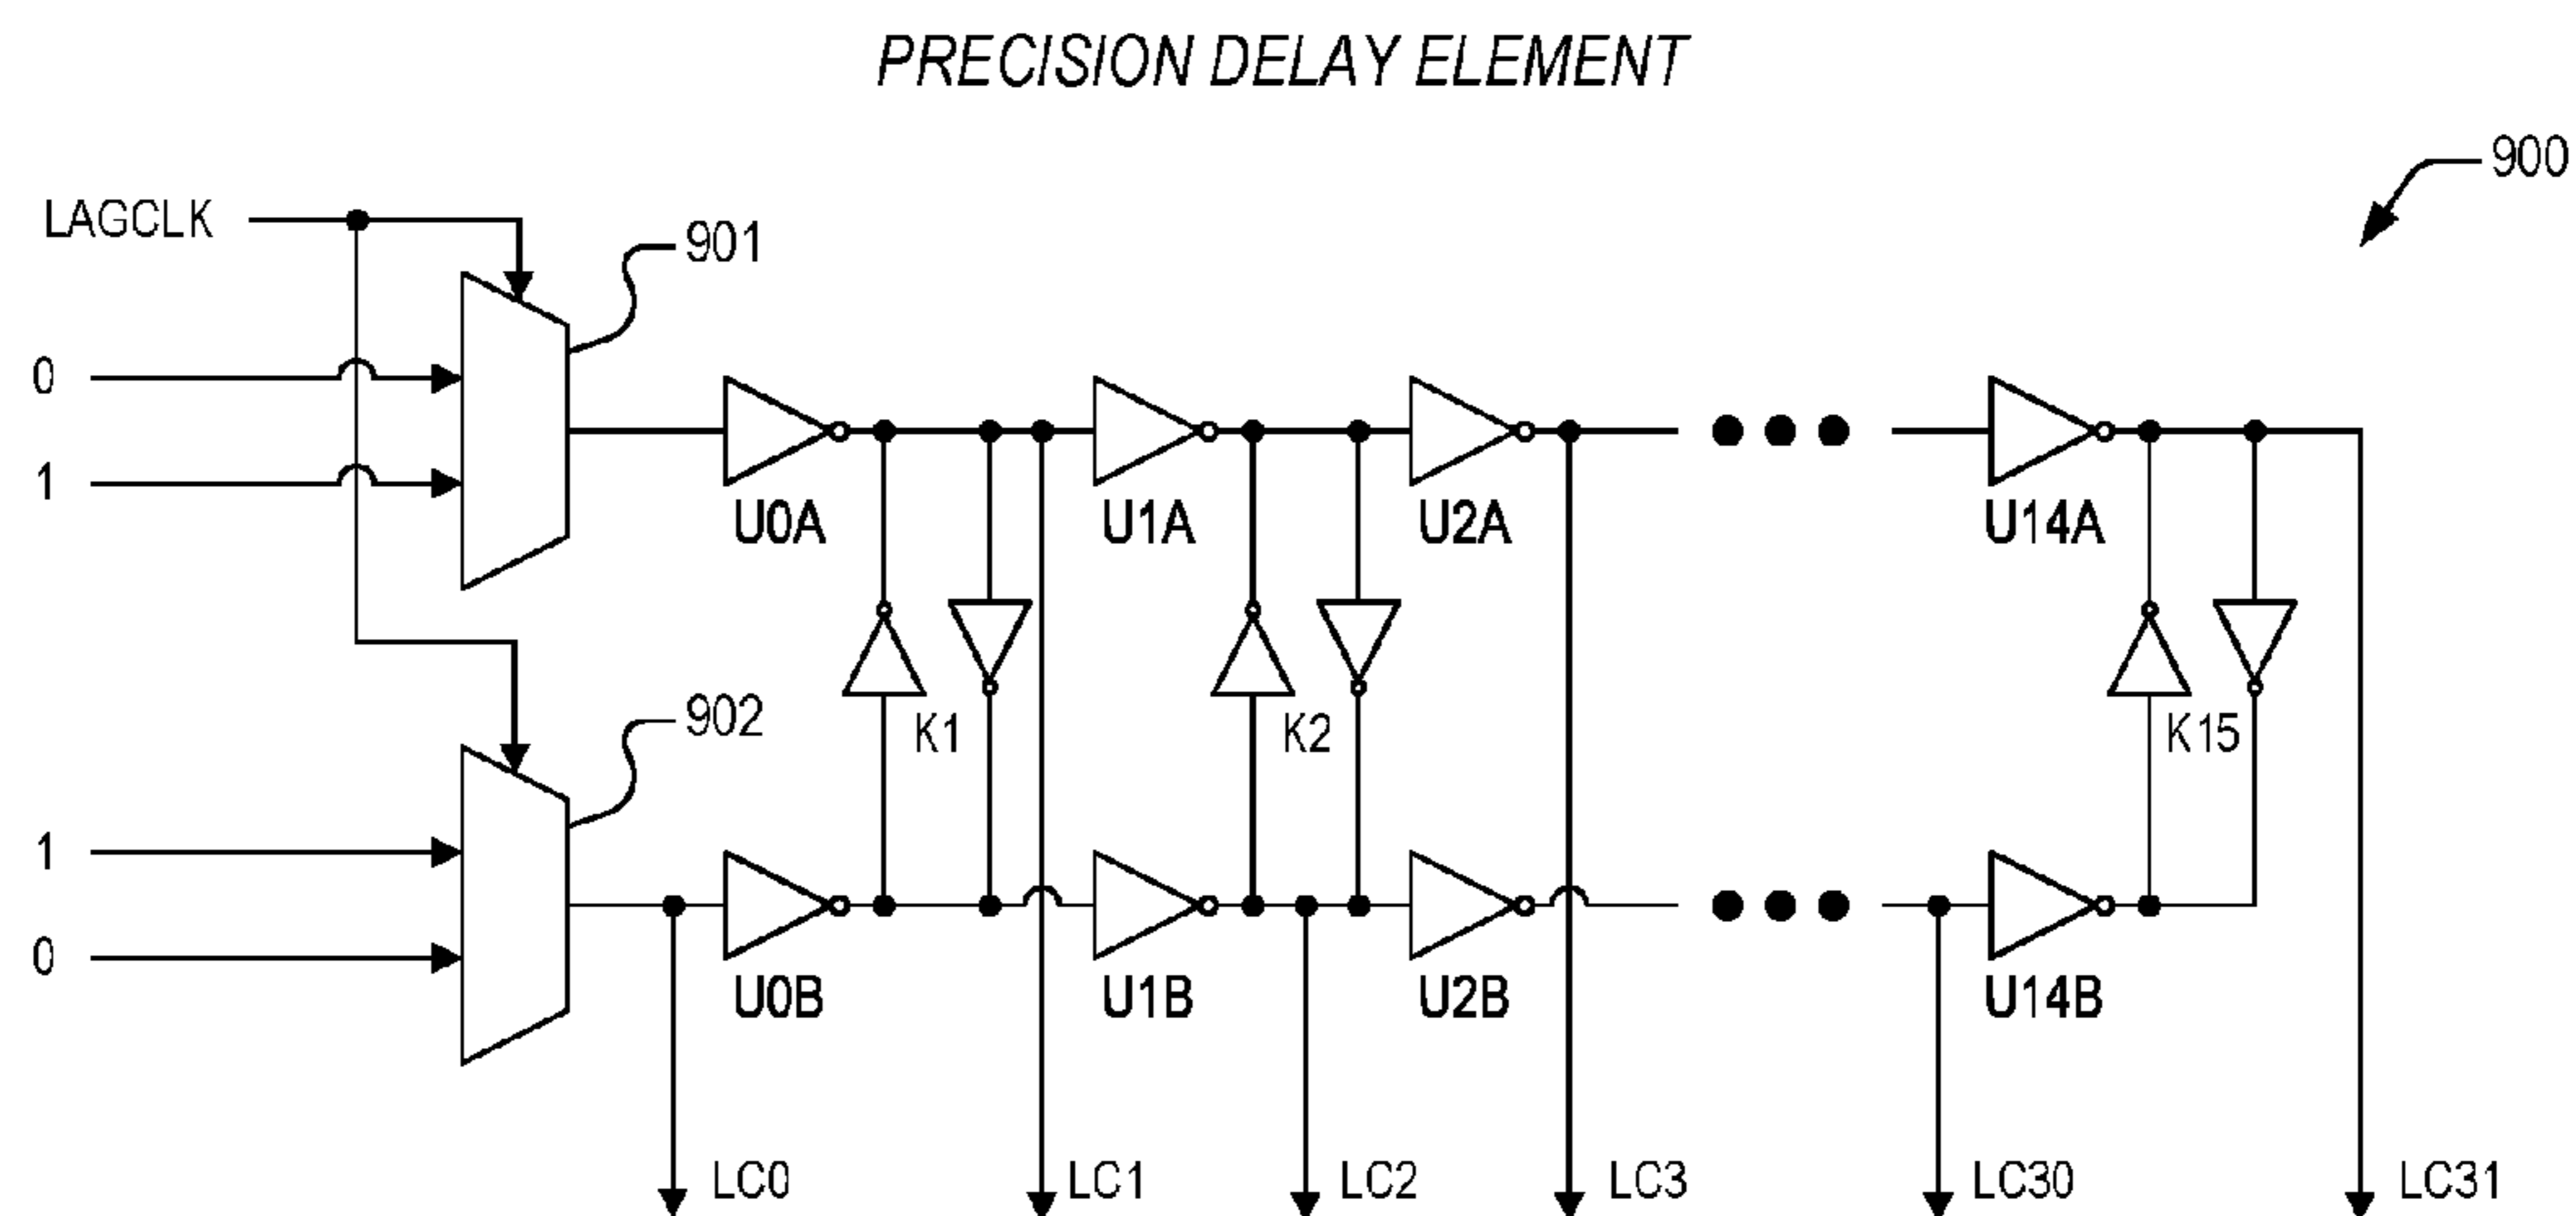 PRECISION DELAY ELEMENT
900
LAGCLK
901
0
1
U0A
U1A
U2A
U14A
902
K1
K2
K15
1
0
U0B
U1B
U2B
U14B
LC0
LC1
LC2
LC3
LC30
LC31